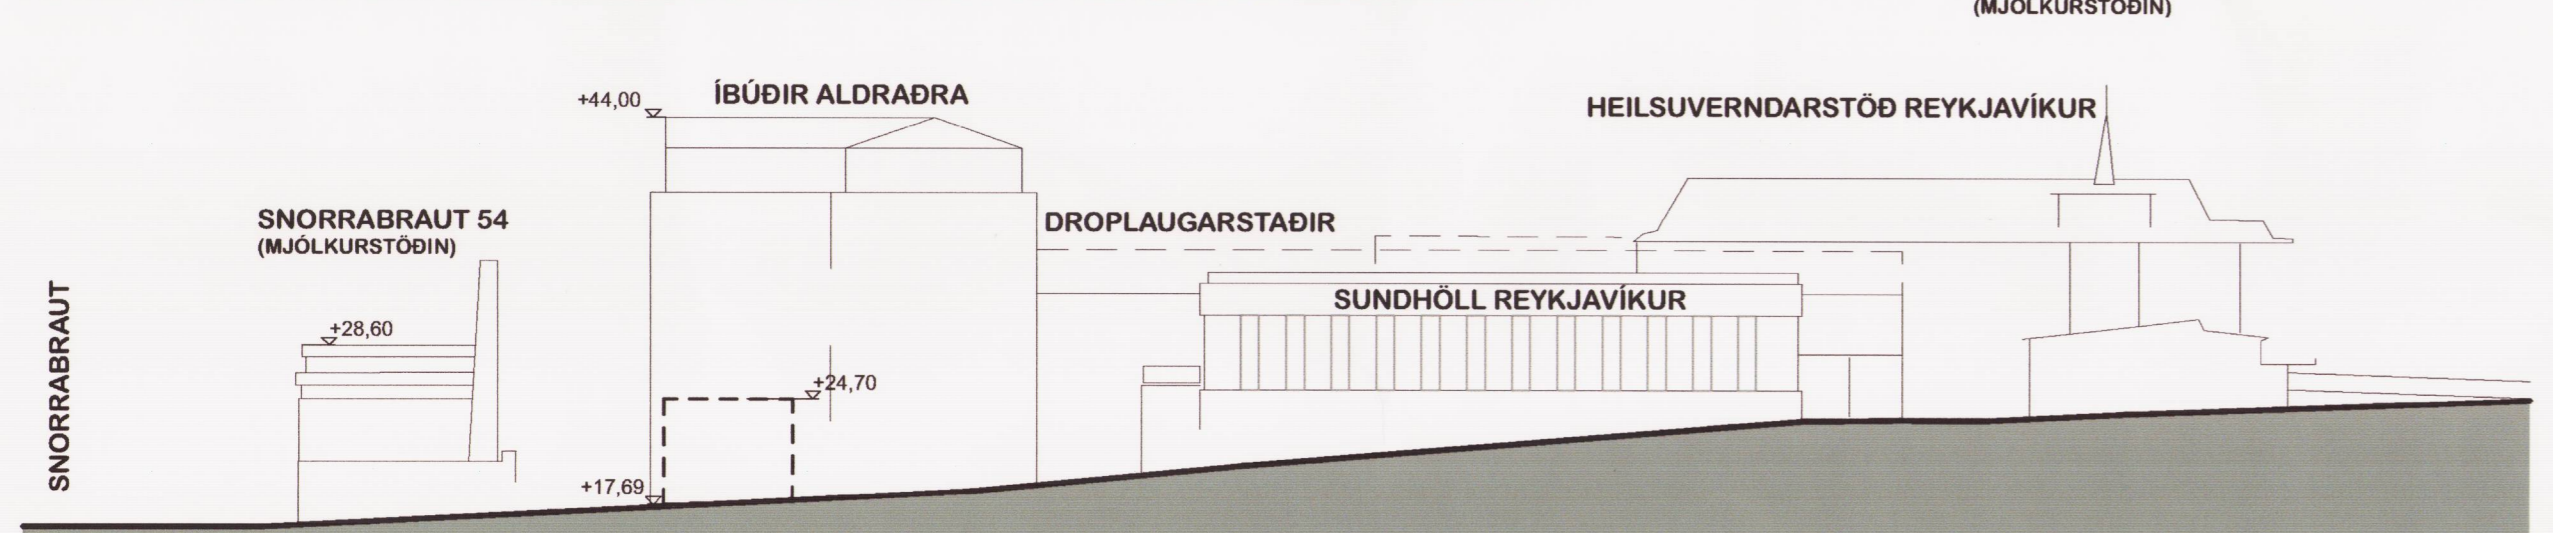 (MJÓLKURSTÖÐIN)
+44,00
ÍBÚÐIR ALDRAÐRA
HEILSUVERNDARSTÖÐ REYKJAVÍKUR
SNORRABRAUT 54
(MJÓLKURSTÖÐIN)
DROPLAUGARSTAÐIR
SUNDHÖLL REYKJAVÍKUR
+28,60
SNORRABRAUT
+24,70
+17,69